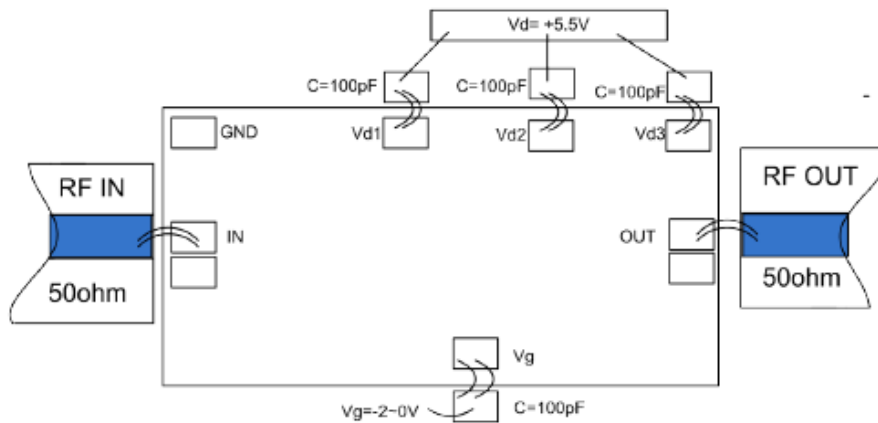 Vd= +5.5V
C=100pF
C=100pF
C=100pF
GND
Vd1
Vd2
Vd3
RF IN
RF OUT
IN
OUT
50ohm
50ohm
Vg
Vg=-2~0V
C=100pF